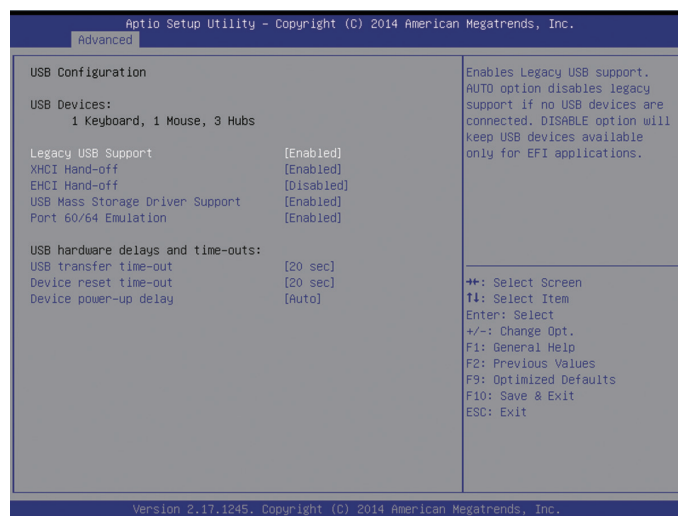 Aptio Setup Utility – Copyright (C) 2014 American Megatrends, Inc.
Advanced
USB Configuration
USB Devices:
1 Keyboard, 1 Mouse, 3 Hubs
Legacy USB Support [Enabled]
XHCI Hand-off [Enabled]
EHCI Hand-off [Disabled]
USB Mass Storage Driver Support [Enabled]
Port 60/64 Emulation [Enabled]
USB hardware delays and time-outs:
USB transfer time-out [20 sec]
Device reset time-out [20 sec]
Device power-up delay [Auto]
Enables Legacy USB support.
AUTO option disables legacy
support if no USB devices are
connected. DISABLE option will
keep USB devices available
only for EFI applications.
→←: Select Screen
↑↓: Select Item
Enter: Select
+/-: Change Opt.
F1: General Help
F2: Previous Values
F9: Optimized Defaults
F10: Save & Exit
ESC: Exit
Version 2.17.1245. Copyright (C) 2014 American Megatrends, Inc.